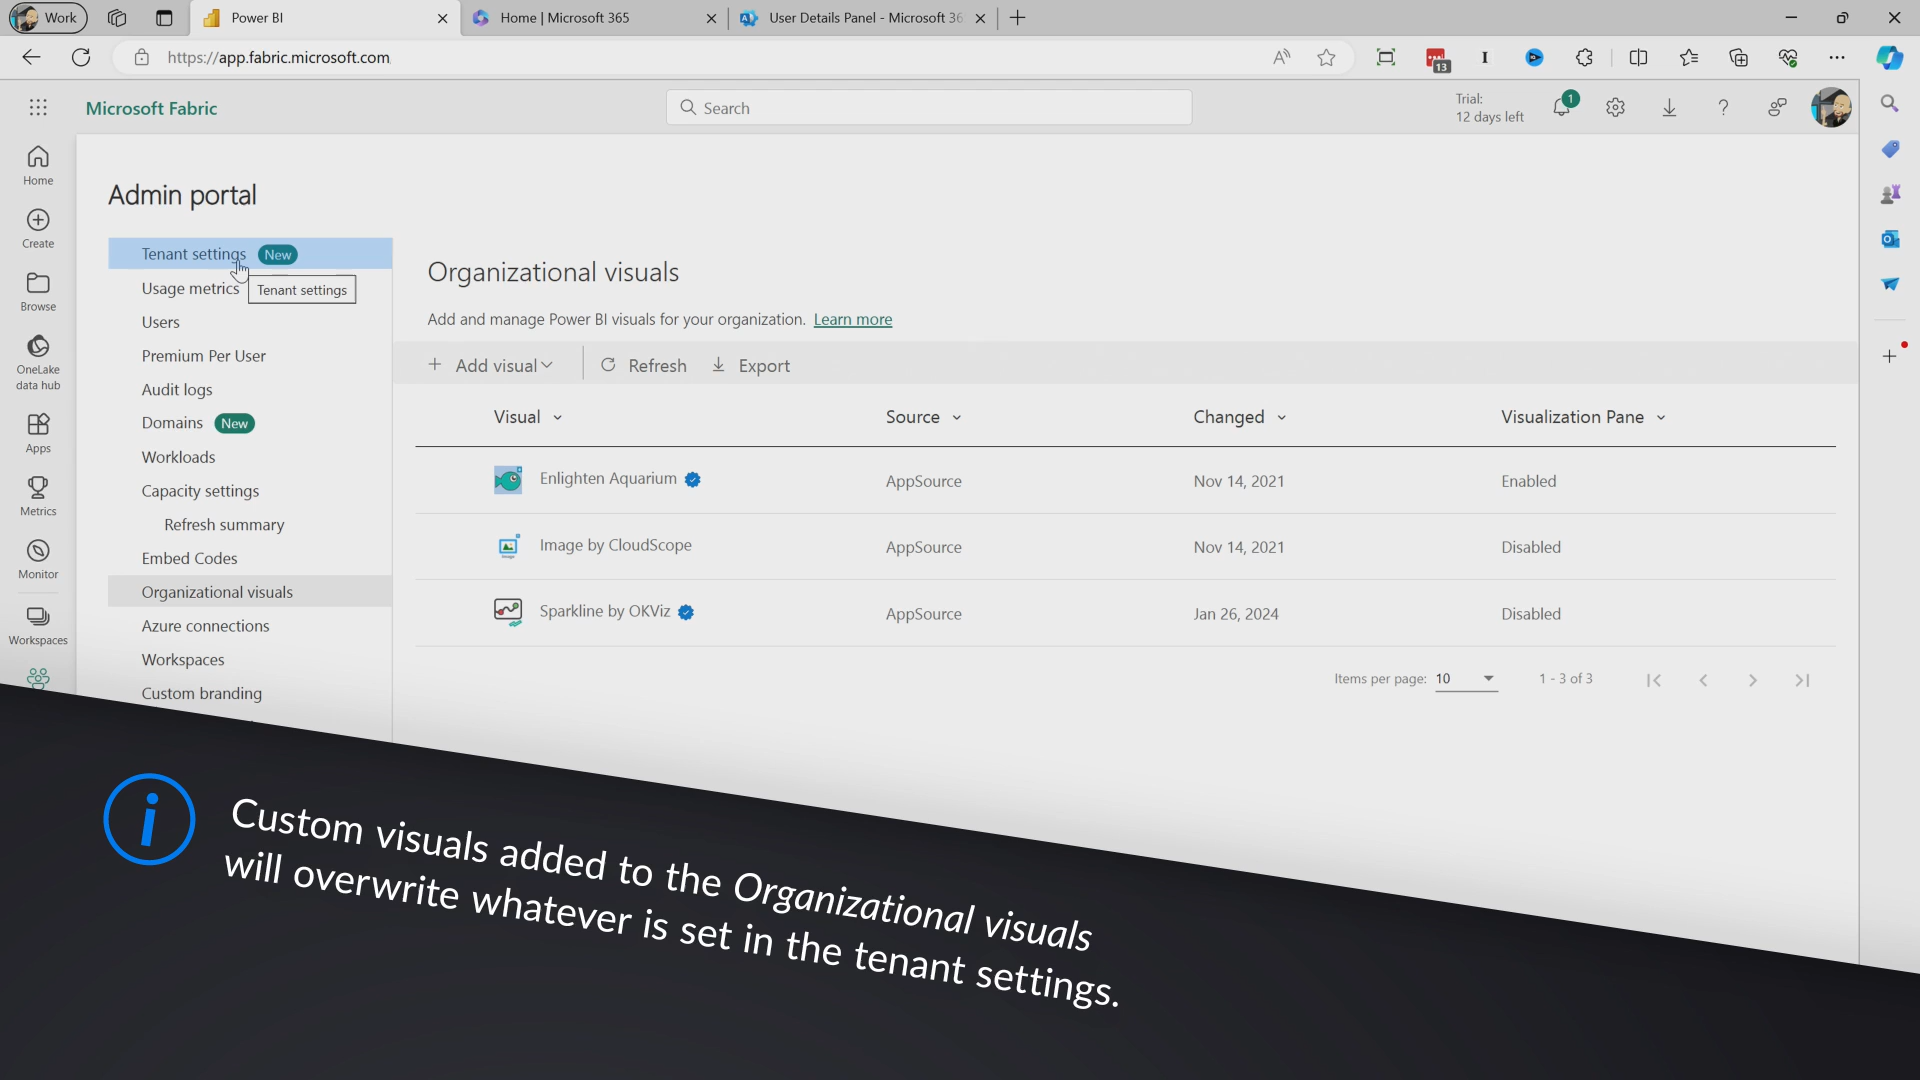 Work
Power BI
Home | Microsoft 365
User Details Panel - Microsoft 36
https://app.fabric.microsoft.com
A
13
I
Microsoft Fabric
Search
Trial:
12 days left
1
?
Home
Create
Browse
OneLake
data hub
Apps
Metrics
Monitor
Workspaces
Admin portal
Tenant settings New
Tenant settings
Usage metrics
Users
Premium Per User
Audit logs
Domains New
Workloads
Capacity settings
Refresh summary
Embed Codes
Organizational visuals
Azure connections
Workspaces
Custom branding
Organizational visuals
Add and manage Power BI visuals for your organization. Learn more
+ Add visual Refresh Export
Visual Source Changed Visualization Pane
Enlighten Aquarium AppSource Nov 14, 2021 Enabled
Image by CloudScope AppSource Nov 14, 2021 Disabled
Sparkline by OKViz AppSource Jan 26, 2024 Disabled
Items per page: 10 1 - 3 of 3
i
Custom visuals added to the Organizational visuals
will overwrite whatever is set in the tenant settings.